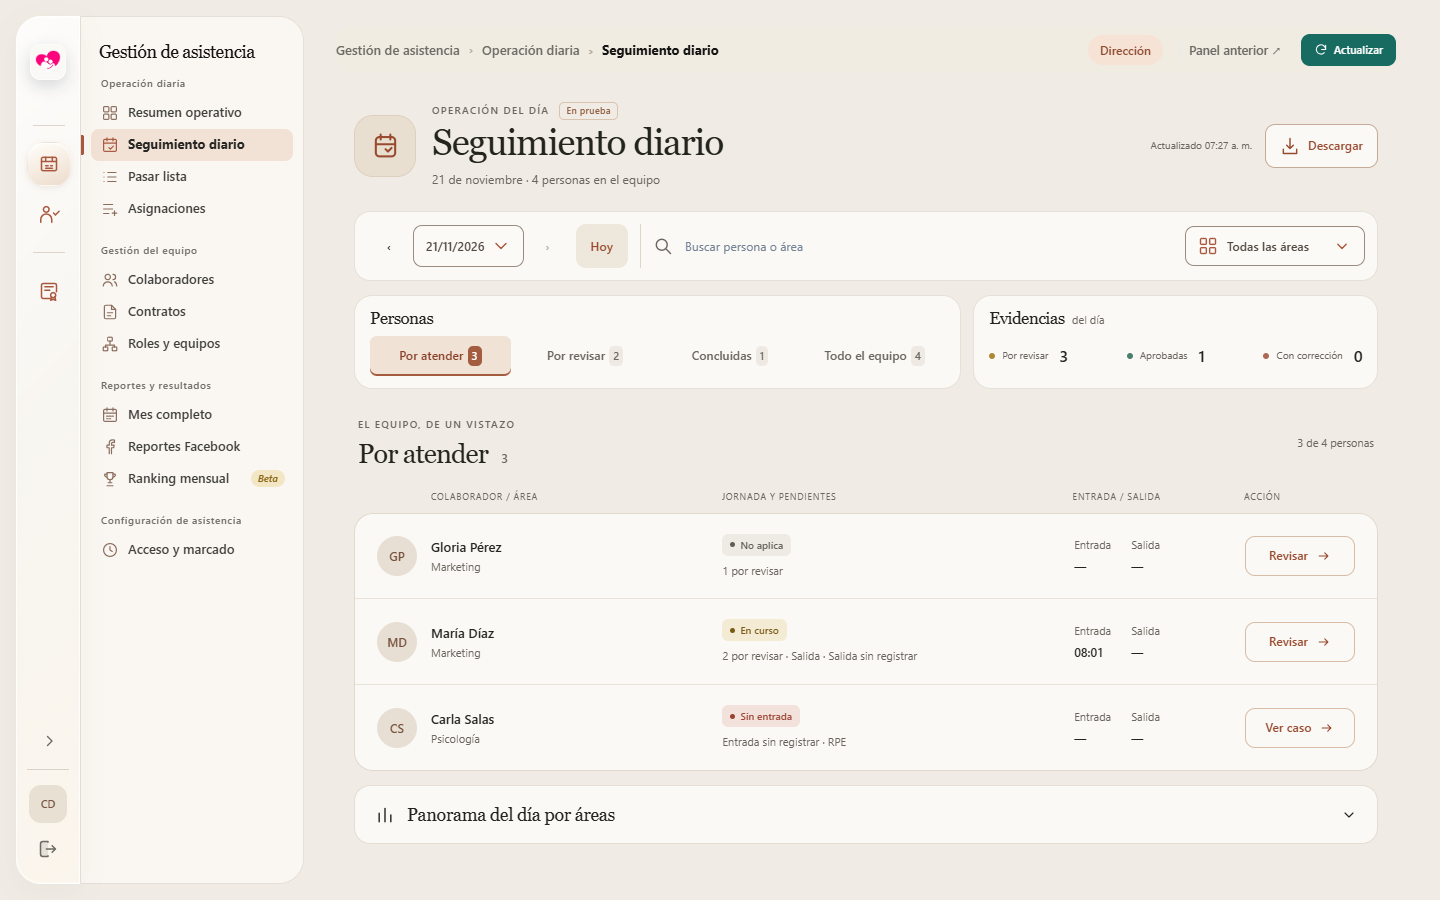 Gestión de asistencia
Operación diaria
Resumen operativo
Seguimiento diario
Pasar lista
Asignaciones
Gestión del equipo
Colaboradores
Contratos
Roles y equipos
Reportes y resultados
Mes completo
Reportes Facebook
Ranking mensual Beta
Configuración de asistencia
Acceso y marcado
CD
Gestión de asistencia › Operación diaria › Seguimiento diario
Dirección
Panel anterior ↗
Actualizar
OPERACIÓN DEL DÍA En prueba
Seguimiento diario
21 de noviembre · 4 personas en el equipo
Actualizado 07:27 a. m.
Descargar
‹ 21/11/2026 › Hoy
Buscar persona o área
Todas las áreas
Personas
Por atender 3
Por revisar 2
Concluidas 1
Todo el equipo 4
Evidencias del día
Por revisar 3
Aprobadas 1
Con corrección 0
EL EQUIPO, DE UN VISTAZO
Por atender 3
3 de 4 personas
COLABORADOR / ÁREA
JORNADA Y PENDIENTES
ENTRADA / SALIDA
ACCIÓN
GP
Gloria Pérez
Marketing
No aplica
1 por revisar
Entrada Salida
— —
Revisar →
MD
María Díaz
Marketing
En curso
2 por revisar · Salida · Salida sin registrar
Entrada Salida
08:01 —
Revisar →
CS
Carla Salas
Psicología
Sin entrada
Entrada sin registrar · RPE
Entrada Salida
— —
Ver caso →
Panorama del día por áreas